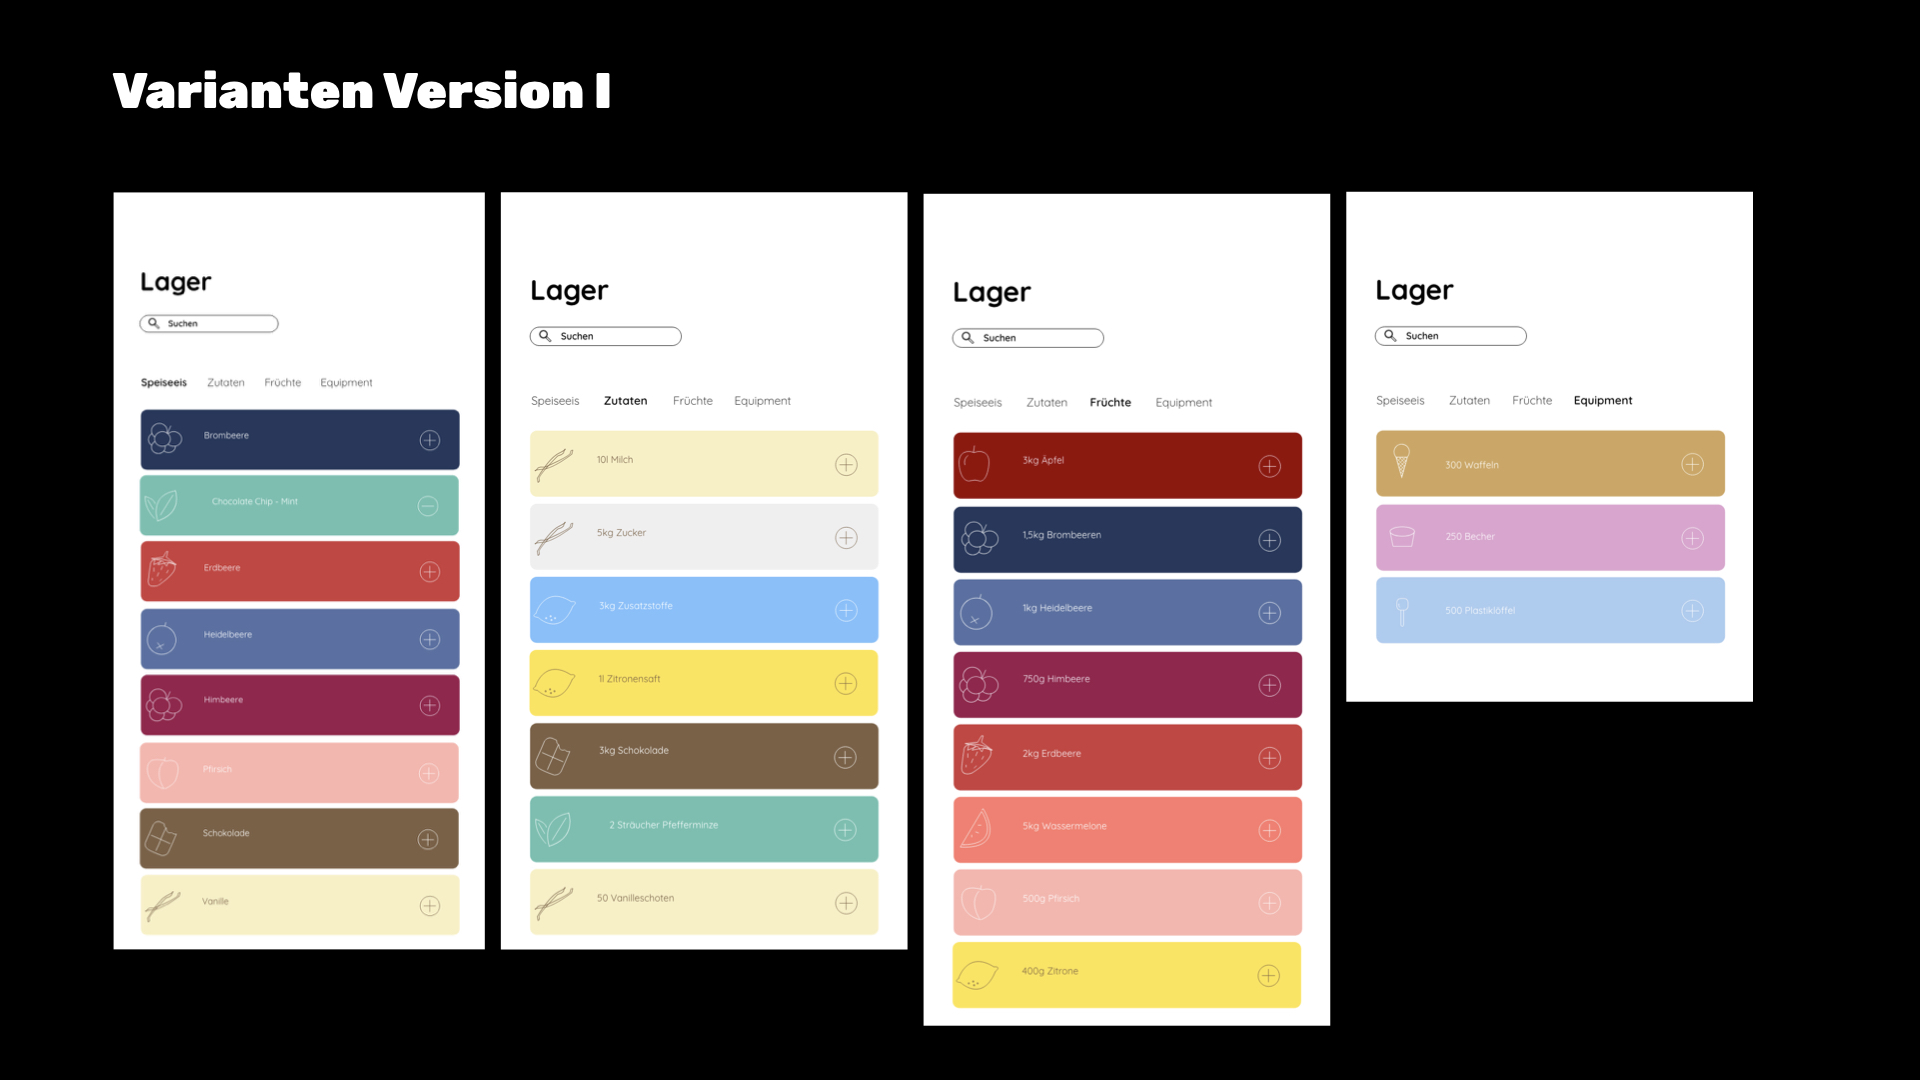 Varianten Version I
Lager
Suchen
Speiseeis Zutaten Früchte Equipment
Brombeere
Chocolate Chip - Mint
Erdbeere
Heidelbeere
Himbeere
Pfirsich
Schokolade
Vanille
Lager
Suchen
Speiseeis Zutaten Früchte Equipment
10l Milch
5kg Zucker
3kg Zusatzstoffe
1l Zitronensaft
3kg Schokolade
2 Sträucher Pfefferminze
50 Vanilleschoten
Lager
Suchen
Speiseeis Zutaten Früchte Equipment
3kg Äpfel
1,5kg Brombeeren
1kg Heidelbeere
750g Himbeere
2kg Erdbeere
5kg Wassermelone
500g Pfirsich
400g Zitrone
Lager
Suchen
Speiseeis Zutaten Früchte Equipment
300 Waffeln
250 Becher
500 Plastiklöffel